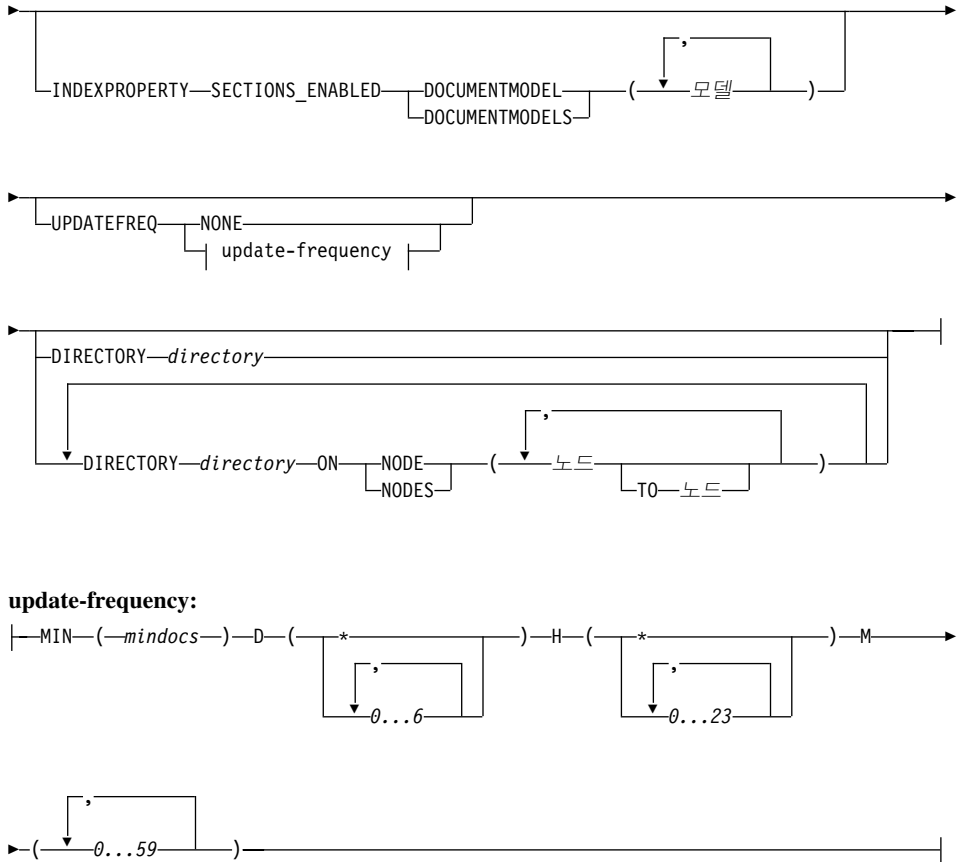 ,
INDEXPROPERTY SECTIONS_ENABLED DOCUMENTMODEL ( 모델 )
DOCUMENTMODELS
UPDATEFREQ NONE
update-frequency
DIRECTORY directory
,
DIRECTORY directory ON NODE ( 노드 )
NODES TO 노드
update-frequency:
MIN ( mindocs ) D ( * ) H ( * ) M
, ,
0...6 0...23
,
( 0...59 )